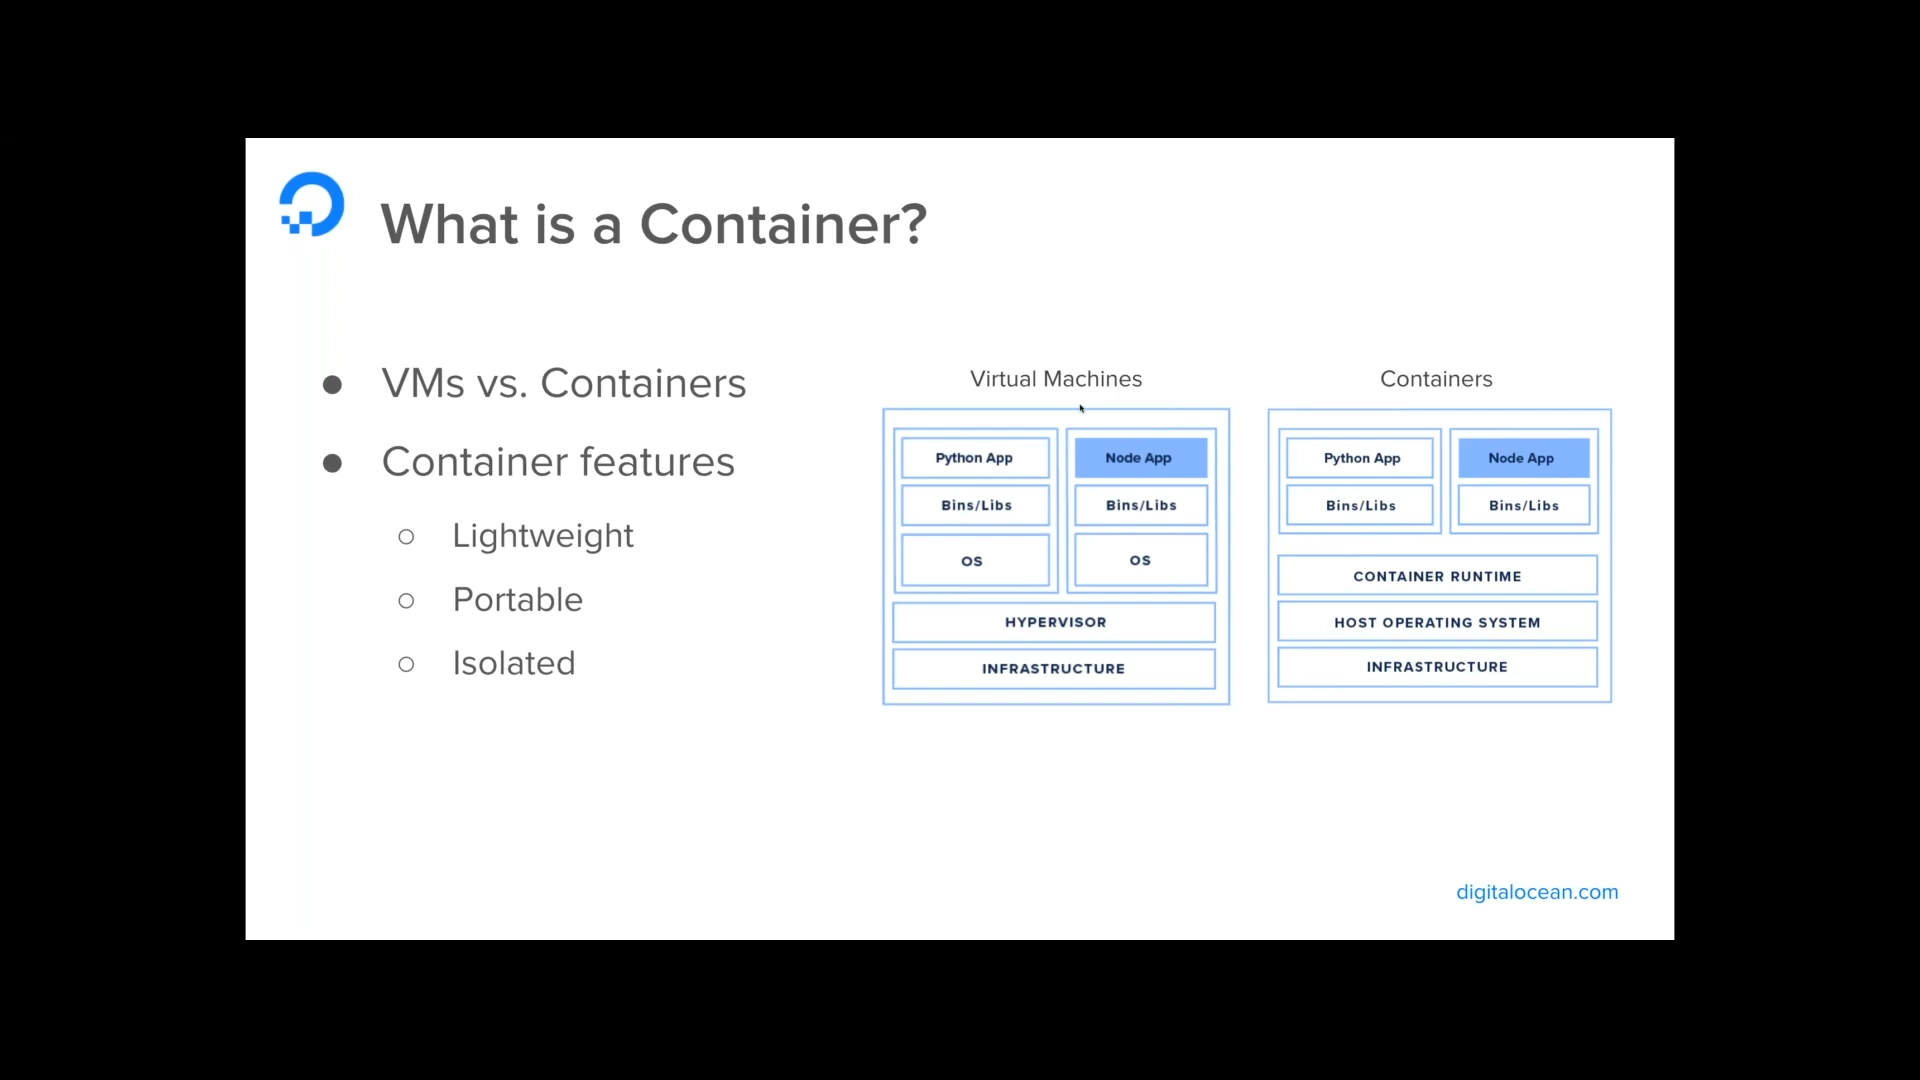 What is a Container?
● VMs vs. Containers
● Container features
○ Lightweight
○ Portable
○ Isolated
Virtual Machines
Python App
Bins/Libs
OS
Node App
Bins/Libs
OS
HYPERVISOR
INFRASTRUCTURE
Containers
Python App
Bins/Libs
Node App
Bins/Libs
CONTAINER RUNTIME
HOST OPERATING SYSTEM
INFRASTRUCTURE
digitalocean.com